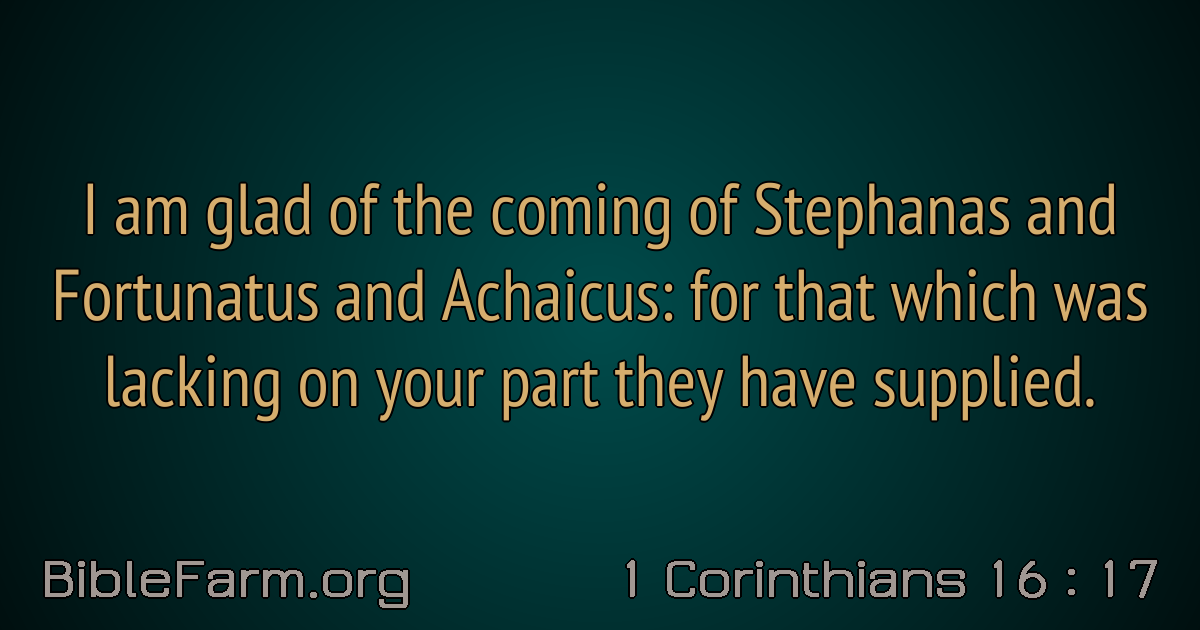 I am glad of the coming of Stephanas and
Fortunatus and Achaicus: for that which was
lacking on your part they have supplied.
BibleFarm.org
1 Corinthians 16 : 17